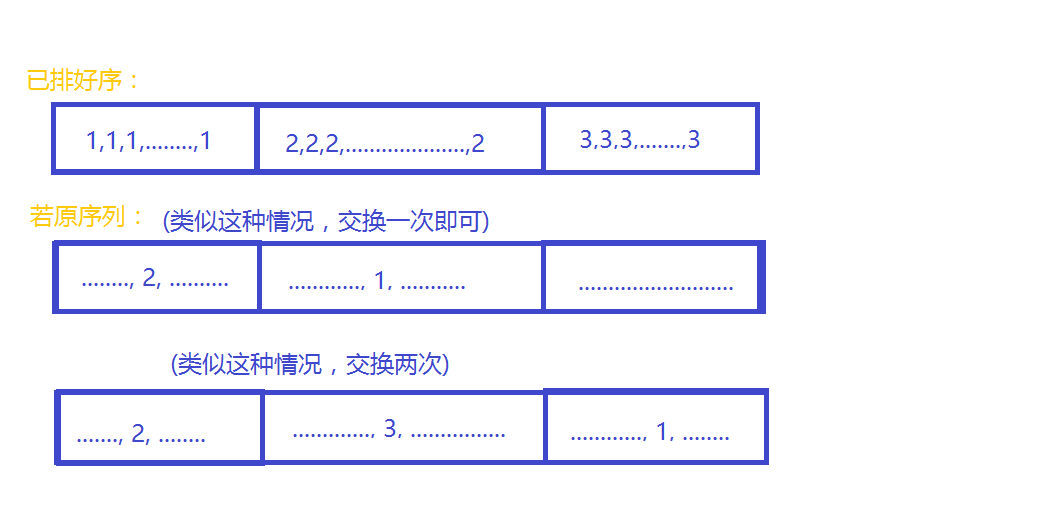 已排好序：
1,1,1,........,1 2,2,2,....................,2 3,3,3,.......,3
若原序列： (类似这种情况，交换一次即可)
........, 2, .......... ............, 1, ........... ..........................
(类似这种情况，交换两次)
......., 2, ........ ............., 3, ................ ............, 1, ........